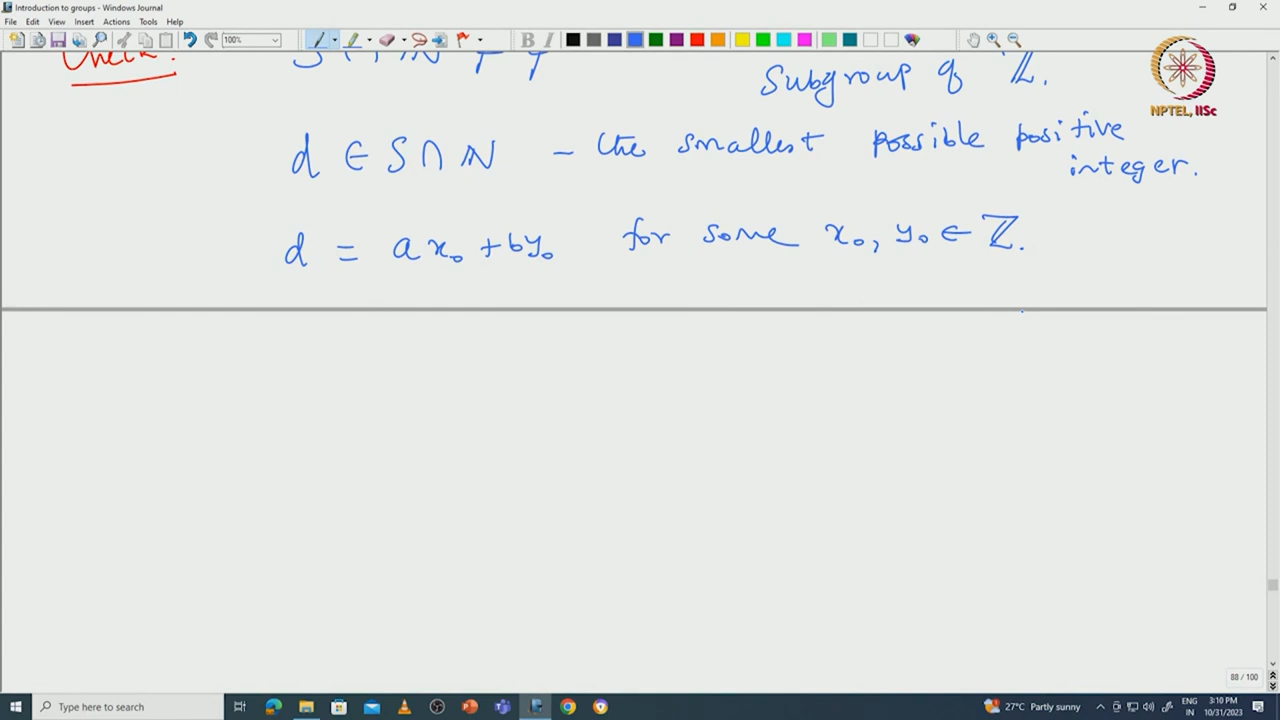 Introduction to groups - Windows Journal
File Edit View Insert Actions Tools Help
100%
B I
Check:
S ∩ N ≠ φ
Subgroup of ℤ.
NPTEL, IISc
d ∈ S ∩ N - the smallest possible positive
integer.
d = ax₀ + by₀ for some x₀, y₀ ∈ ℤ.
88 / 100
Type here to search
27°C Partly sunny
ENG
IN
3:10 PM
10/31/2023